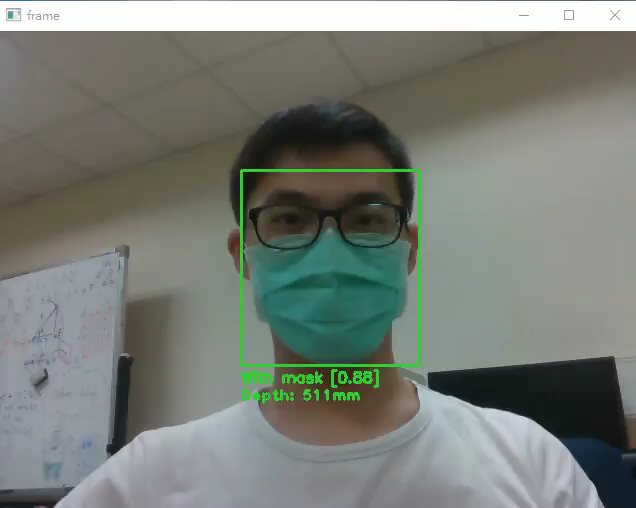 frame
With mask [0.88]
Depth: 511mm